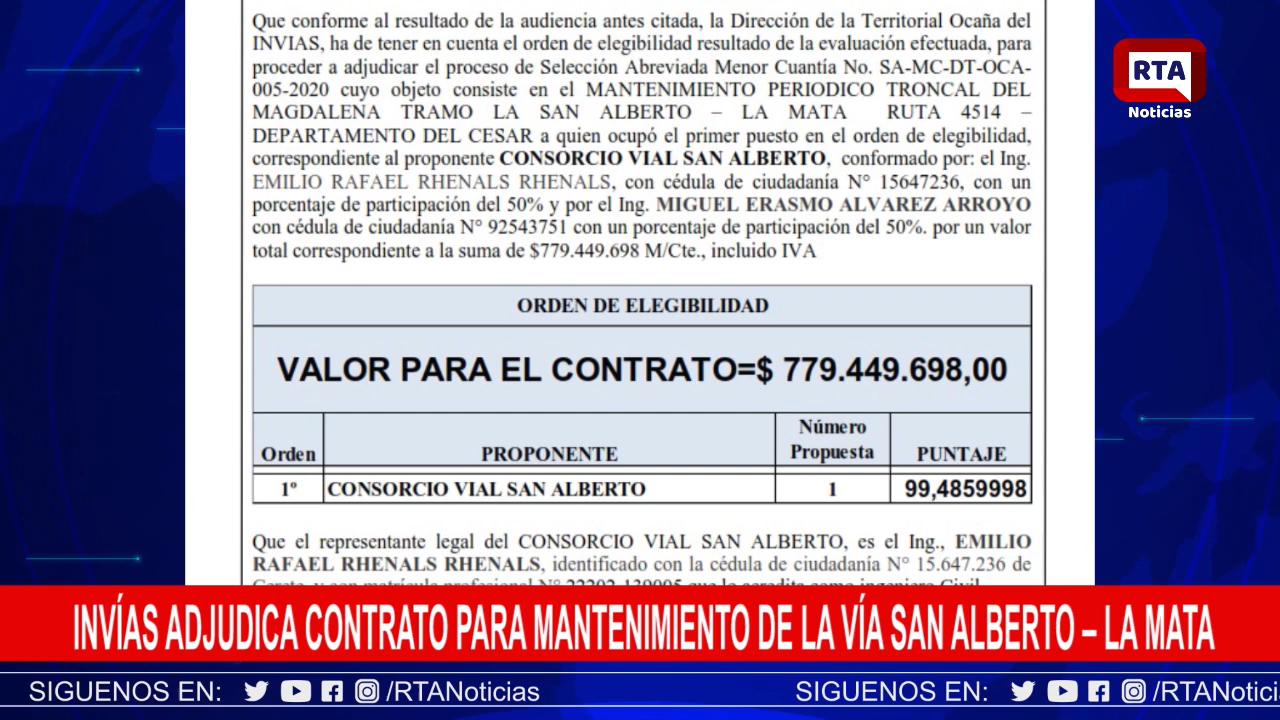 Que conforme al resultado de la audiencia antes citada, la Dirección de la Territorial Ocaña del
INVIAS, ha de tener en cuenta el orden de elegibilidad resultado de la evaluación efectuada, para
proceder a adjudicar el proceso de Selección Abreviada Menor Cuantía No. SA-MC-DT-OCA-
005-2020 cuyo objeto consiste en el MANTENIMIENTO PERIODICO TRONCAL DEL
MAGDALENA TRAMO LA SAN ALBERTO – LA MATA RUTA 4514 –
DEPARTAMENTO DEL CESAR a quien ocupó el primer puesto en el orden de elegibilidad,
correspondiente al proponente CONSORCIO VIAL SAN ALBERTO, conformado por: el Ing.
EMILIO RAFAEL RHENALS RHENALS, con cédula de ciudadanía N° 15647236, con un
porcentaje de participación del 50% y por el Ing. MIGUEL ERASMO ALVAREZ ARROYO
con cédula de ciudadanía N° 92543751 con un porcentaje de participación del 50%. por un valor
total correspondiente a la suma de $779.449.698 M/Cte., incluido IVA
RTA
Noticias
ORDEN DE ELEGIBILIDAD
VALOR PARA EL CONTRATO=$ 779.449.698,00
Orden PROPONENTE Número Propuesta PUNTAJE
1º CONSORCIO VIAL SAN ALBERTO 1 99,4859998
Que el representante legal del CONSORCIO VIAL SAN ALBERTO, es el Ing., EMILIO
RAFAEL RHENALS RHENALS, identificado con la cédula de ciudadanía N° 15.647.236 de
INVÍAS ADJUDICA CONTRATO PARA MANTENIMIENTO DE LA VÍA SAN ALBERTO – LA MATA
SIGUENOS EN: /RTANoticias SIGUENOS EN: /RTANotici